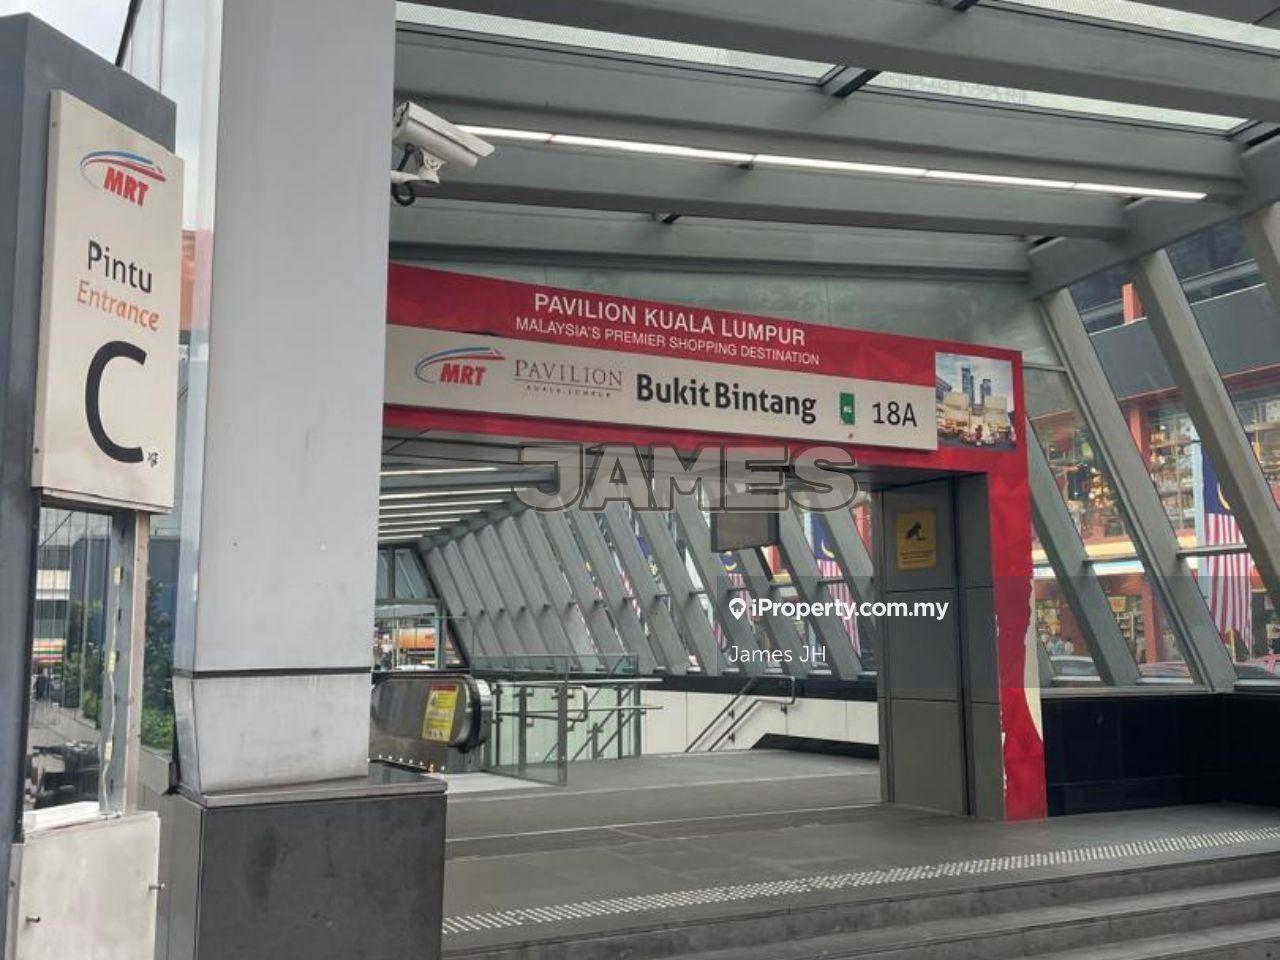 MRT
Pintu
Entrance
C
PAVILION KUALA LUMPUR
MALAYSIA'S PREMIER SHOPPING DESTINATION
MRT PAVILION KUALA LUMPUR Bukit Bintang KG 18A
JAMES
iProperty.com.my
James JH